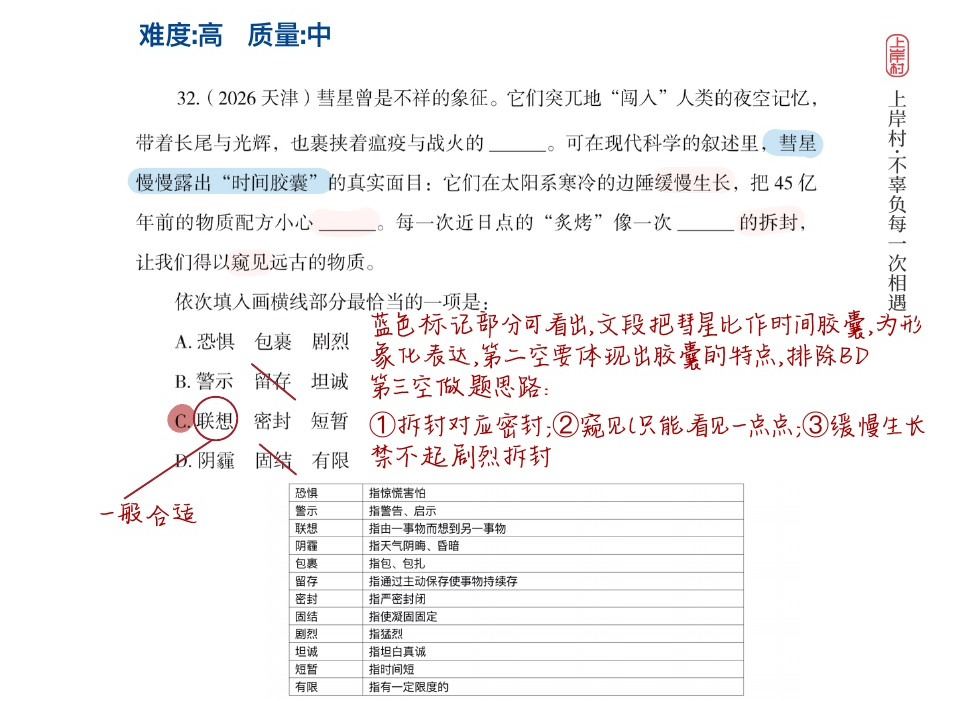 难度:高 质量:中
上岸村
上岸村·不辜负每一次相遇
32.（2026 天津）彗星曾是不祥的象征。它们突兀地“闯入”人类的夜空记忆，
带着长尾与光辉，也裹挟着瘟疫与战火的 ______。可在现代科学的叙述里，彗星
慢慢露出“时间胶囊”的真实面目：它们在太阳系寒冷的边陲缓慢生长，把 45 亿
年前的物质配方小心 ______。每一次近日点的“炙烤”像一次 ______ 的拆封，
让我们得以窥见远古的物质。
依次填入画横线部分最恰当的一项是：
A. 恐惧 包裹 剧烈
B. 警示 留存 坦诚
C. 联想 密封 短暂
D. 阴霾 固结 有限
蓝色标记部分可看出,文段把彗星比作时间胶囊,为形
象化表达,第二空要体现出胶囊的特点,排除BD
第三空做题思路:
①拆封对应密封;②窥见(只能看见一点点;③缓慢生长
禁不起剧烈拆封
一般合适
恐惧 指惊慌害怕
警示 指警告、启示
联想 指由一事物而想到另一事物
阴霾 指天气阴晦、昏暗
包裹 指包、包扎
留存 指通过主动保存使事物持续存
密封 指严密封闭
固结 指使凝固固定
剧烈 指猛烈
坦诚 指坦白真诚
短暂 指时间短
有限 指有一定限度的